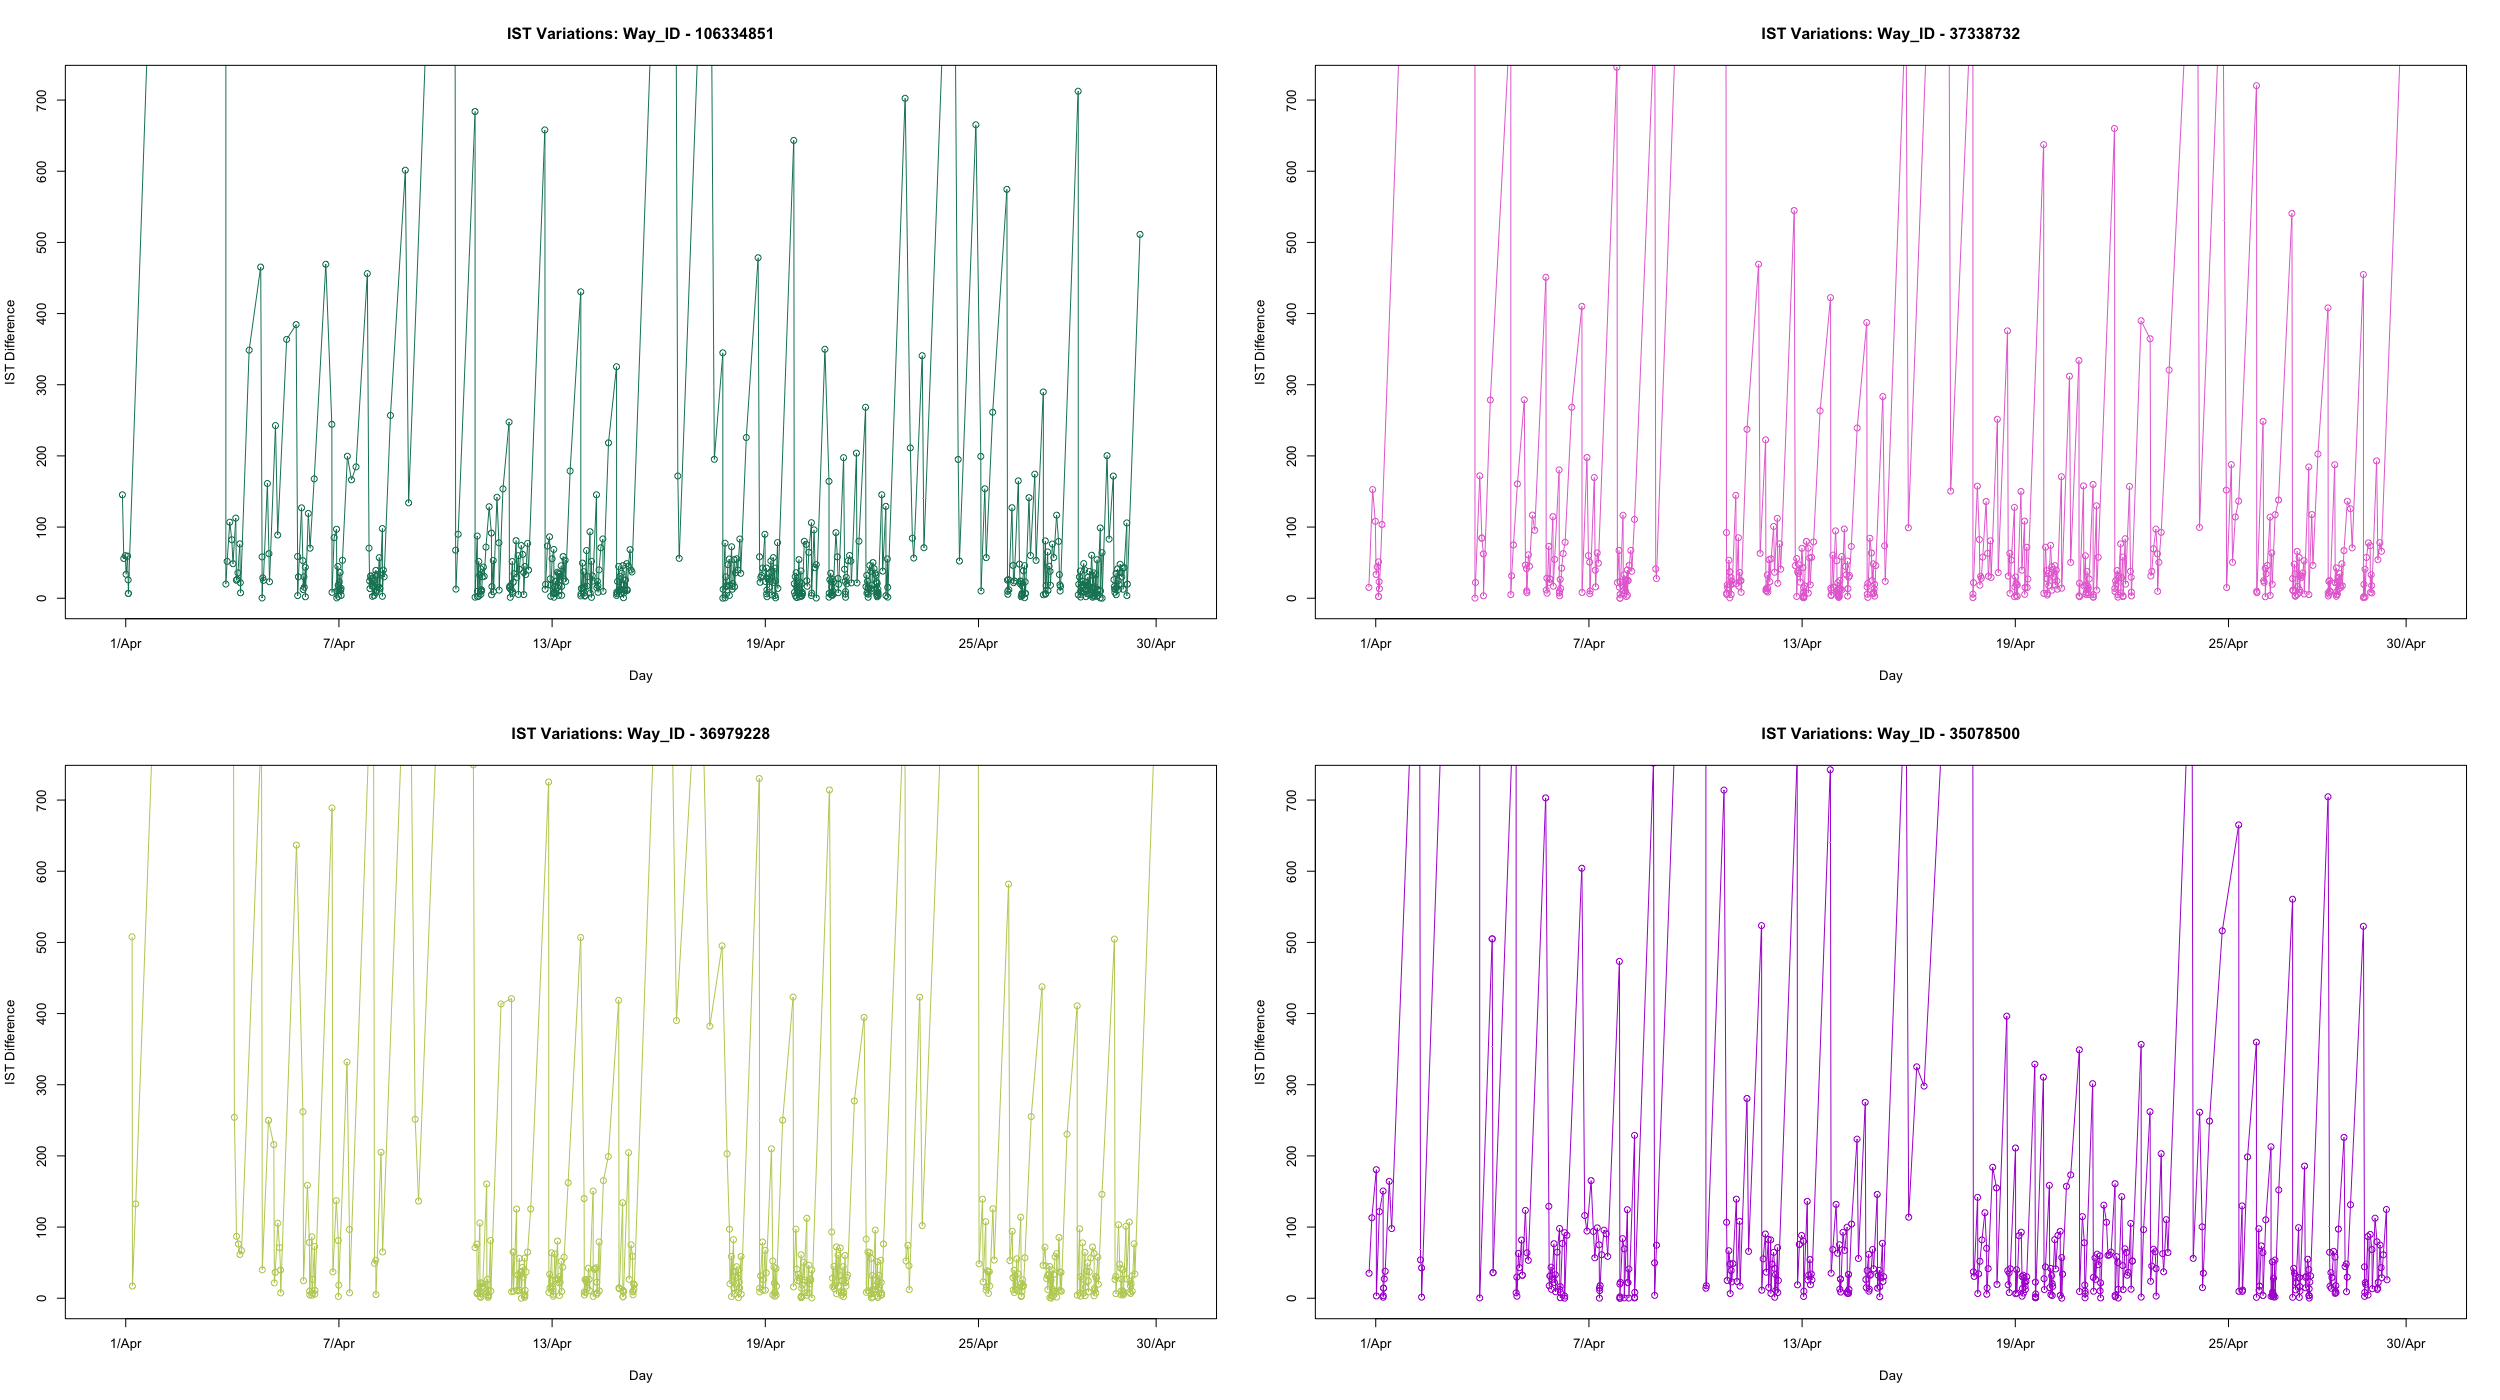 IST Variations: Way_ID - 106334851
IST Difference
700
600
500
400
300
200
100
0
1/Apr 7/Apr 13/Apr 19/Apr 25/Apr 30/Apr
Day
IST Variations: Way_ID - 37338732
IST Difference
700
600
500
400
300
200
100
0
1/Apr 7/Apr 13/Apr 19/Apr 25/Apr 30/Apr
Day
IST Variations: Way_ID - 36979228
IST Difference
700
600
500
400
300
200
100
0
1/Apr 7/Apr 13/Apr 19/Apr 25/Apr 30/Apr
Day
IST Variations: Way_ID - 35078500
IST Difference
700
600
500
400
300
200
100
0
1/Apr 7/Apr 13/Apr 19/Apr 25/Apr 30/Apr
Day